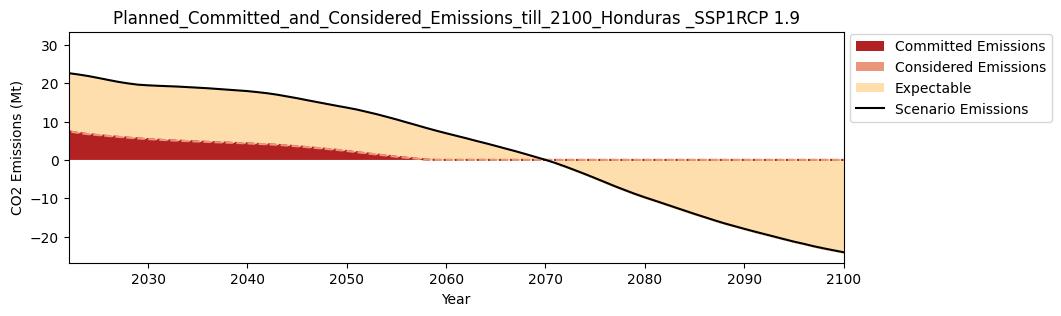 Planned_Committed_and_Considered_Emissions_till_2100_Honduras _SSP1RCP 1.9
CO2 Emissions (Mt)
30
20
10
0
−10
−20
2030
2040
2050
2060
2070
2080
2090
2100
Year
Committed Emissions
Considered Emissions
Expectable
Scenario Emissions